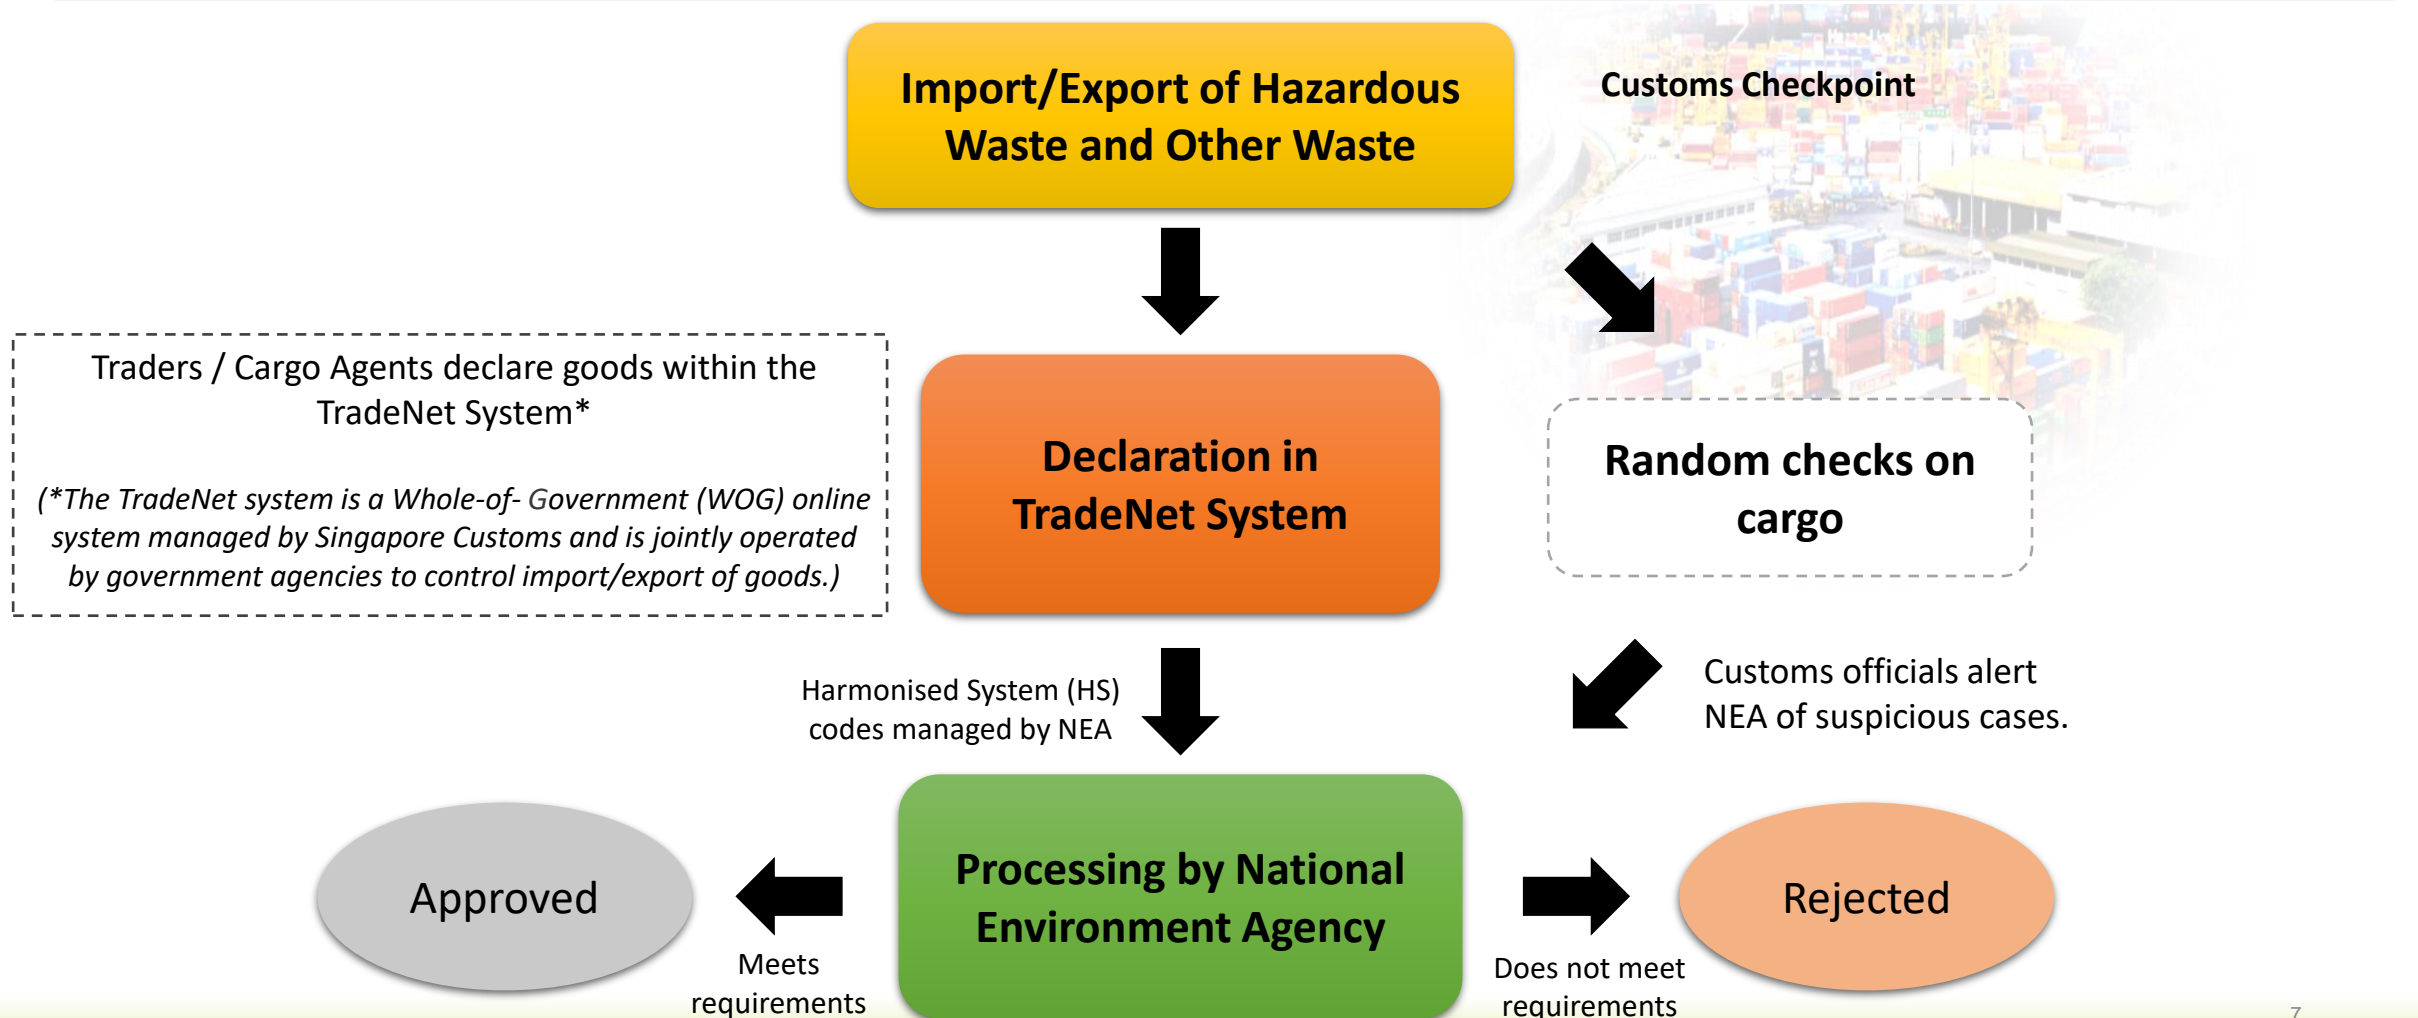 Import/Export of Hazardous
Waste and Other Waste
Customs Checkpoint
Traders / Cargo Agents declare goods within the
TradeNet System*
(*The TradeNet system is a Whole-of- Government (WOG) online
system managed by Singapore Customs and is jointly operated
by government agencies to control import/export of goods.)
Declaration in
TradeNet System
Random checks on
cargo
Harmonised System (HS)
codes managed by NEA
Customs officials alert
NEA of suspicious cases.
Approved
Meets
requirements
Processing by National
Environment Agency
Does not meet
requirements
Rejected
7